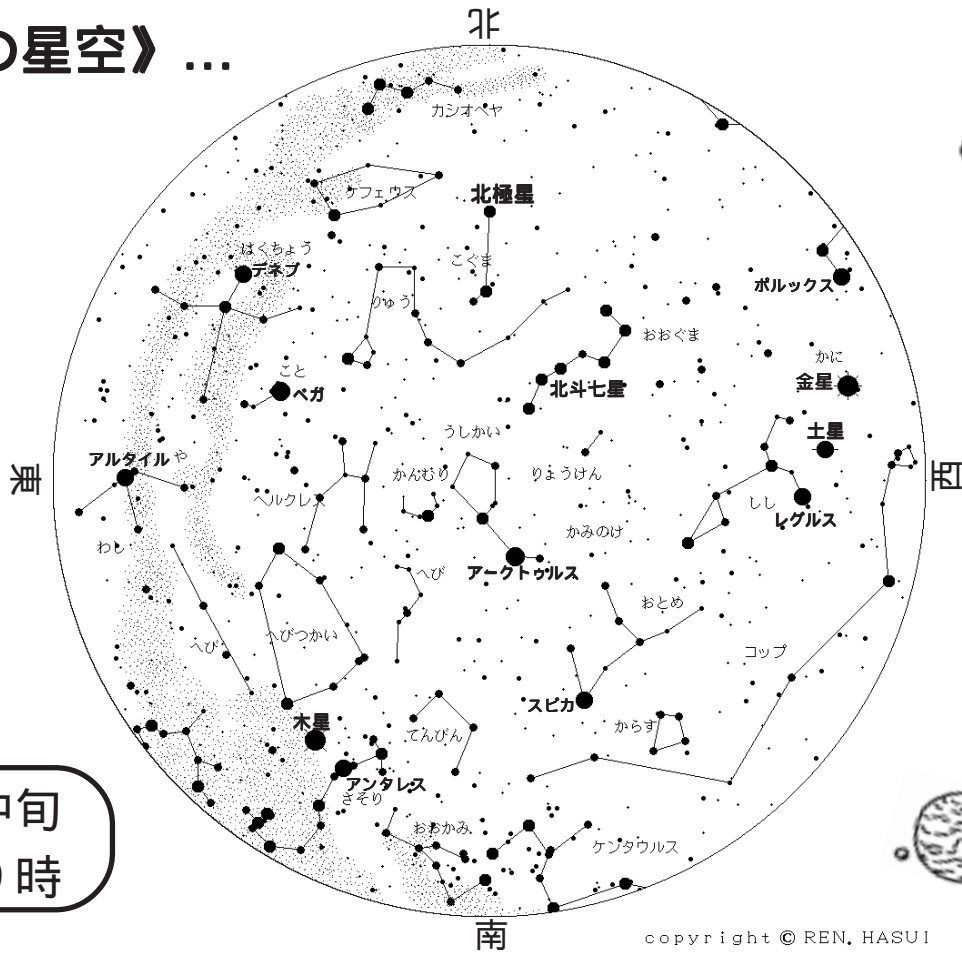 の星空》…
北
カシオペヤ
ケフェウス
北極星
はくちょう
デネブ
こぐま
りゅう
ポルックス
おおぐま
かに
金星
こと
ベガ
北斗七星
土星
うしかい
アルタイル
や
かんむり
りょうけん
東
西
ヘルクレス
しし
レグルス
かみのけ
わし
アークトゥルス
へび
おとめ
へびつかい
へび
コップ
スピカ
木星
からす
てんびん
アンタレス
さそり
おおかみ
ケンタウルス
中旬
時
南
copyright © REN. HASUI